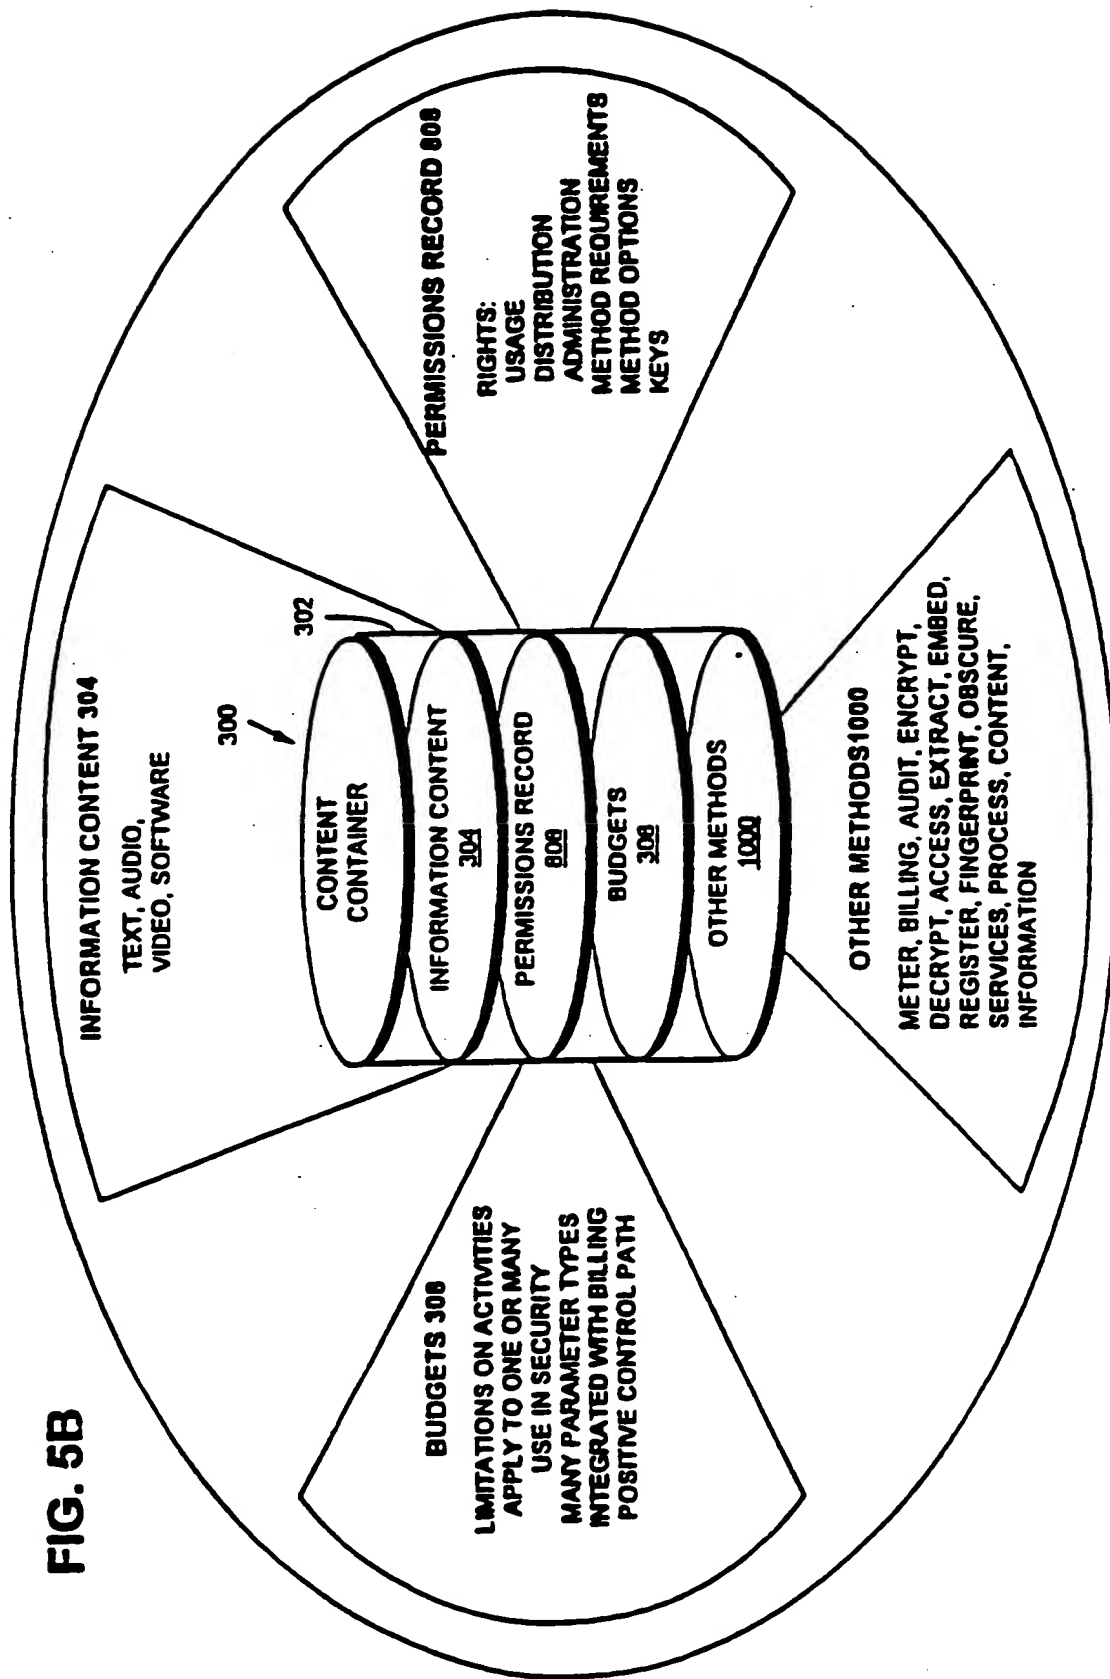 FIG. 5B
INFORMATION CONTENT 304
TEXT, AUDIO,
VIDEO, SOFTWARE
300
302
CONTENT
CONTAINER
INFORMATION CONTENT
304
PERMISSIONS RECORD
808
BUDGETS
308
OTHER METHODS
1000
BUDGETS 308
LIMITATIONS ON ACTIVITIES
APPLY TO ONE OR MANY
USE IN SECURITY
MANY PARAMETER TYPES
INTEGRATED WITH BILLING
POSITIVE CONTROL PATH
PERMISSIONS RECORD 808
RIGHTS:
USAGE
DISTRIBUTION
ADMINISTRATION
METHOD REQUIREMENTS
METHOD OPTIONS
KEYS
OTHER METHODS1000
METER, BILLING, AUDIT, ENCRYPT,
DECRYPT, ACCESS, EXTRACT, EMBED,
REGISTER, FINGERPRINT, OBSCURE,
SERVICES, PROCESS, CONTENT,
INFORMATION